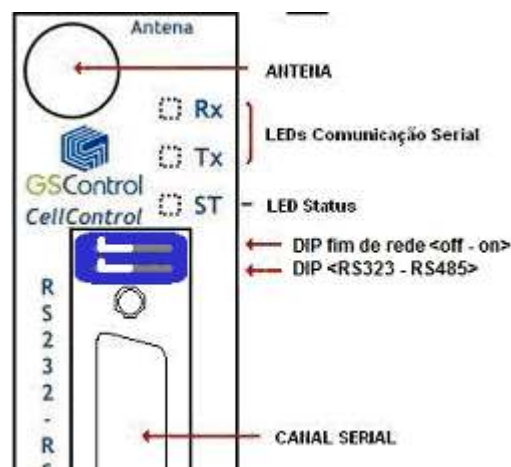 Antena
ANTENA
Rx
LEDs Comunicação Serial
Tx
GSControl
CellControl
ST
LED Status
DIP fim de rede <off - on>
DIP <RS323 - RS485>
R
S
2
3
2
-
R
CANAL SERIAL